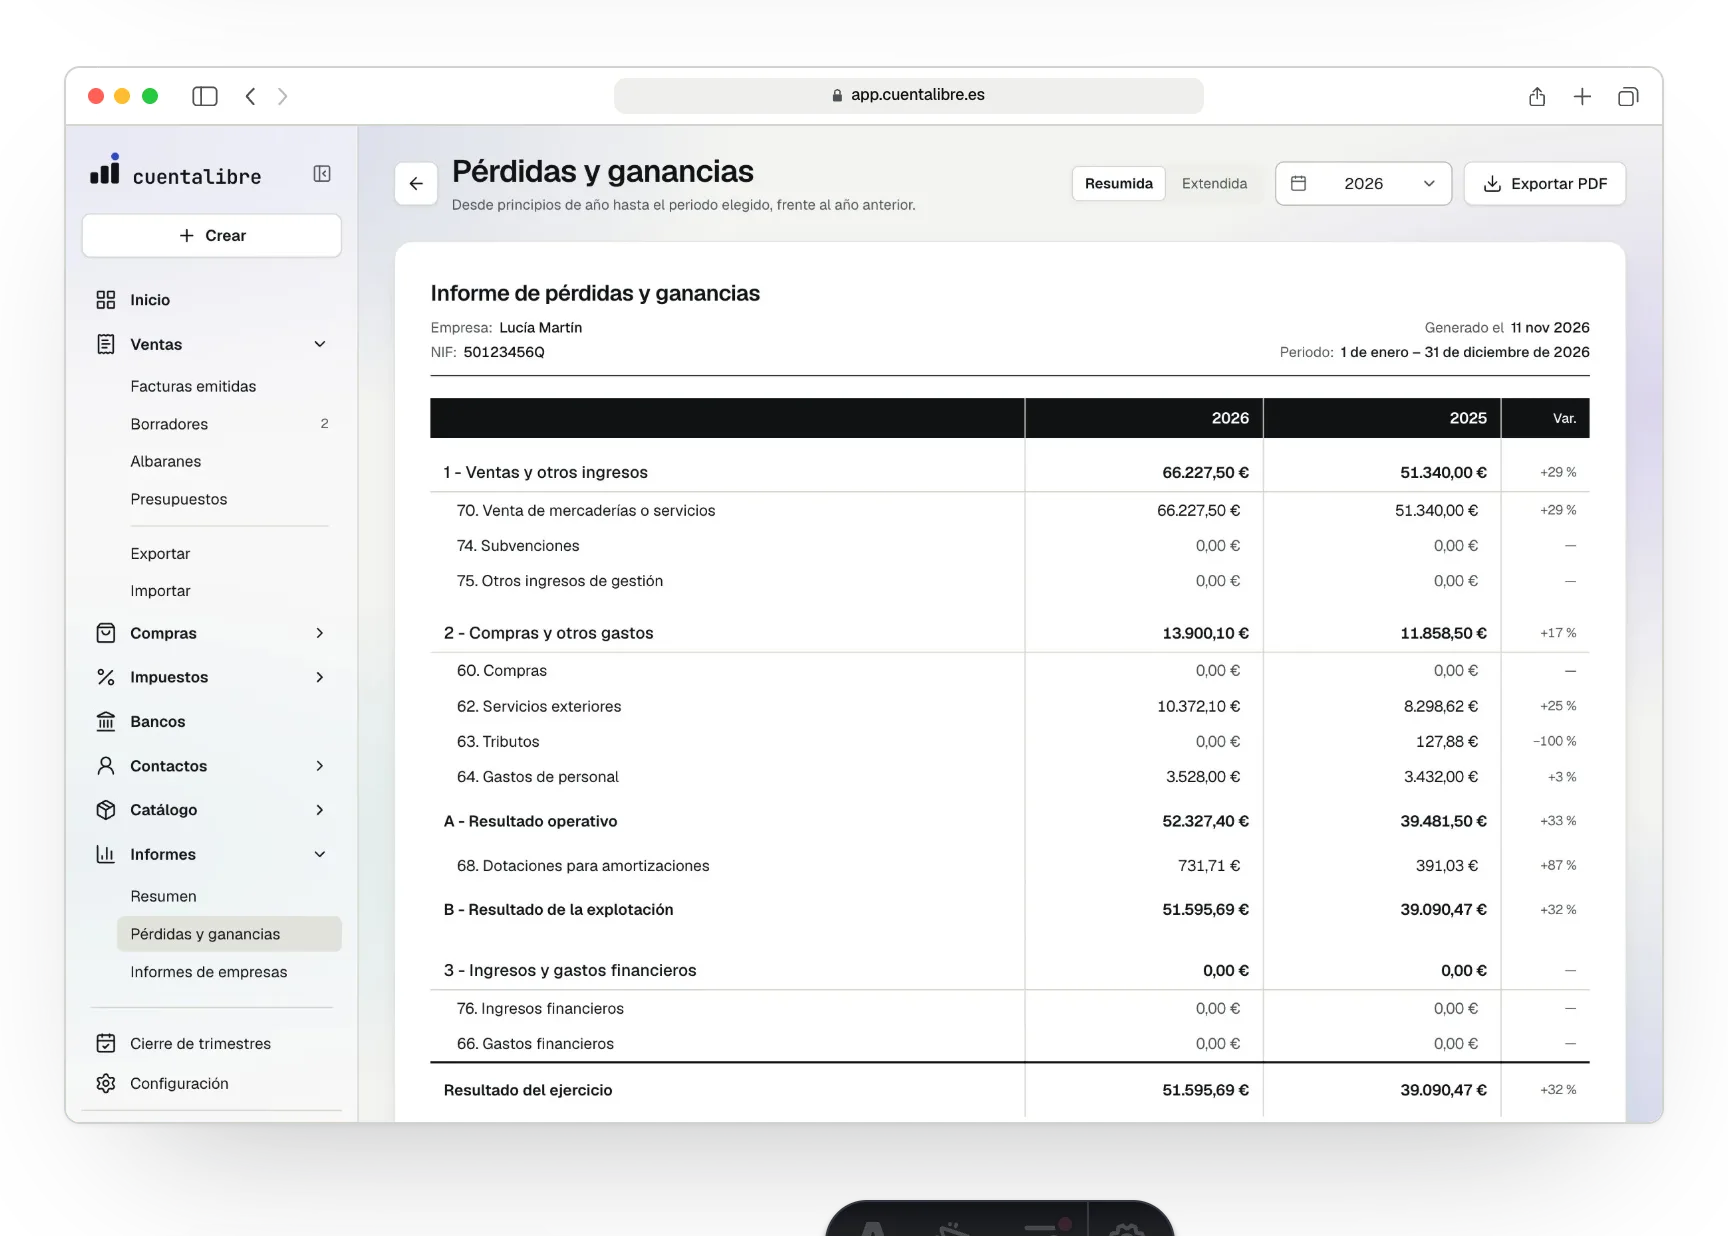 app.cuentalibre.es
cuentalibre
Crear
Inicio
Ventas
Facturas emitidas
Borradores 2
Albaranes
Presupuestos
Exportar
Importar
Compras
Impuestos
Bancos
Contactos
Catálogo
Informes
Resumen
Pérdidas y ganancias
Informes de empresas
Cierre de trimestres
Configuración
Pérdidas y ganancias
Desde principios de año hasta el periodo elegido, frente al año anterior.
Resumida Extendida 2026 Exportar PDF
Informe de pérdidas y ganancias
Empresa: Lucía Martín Generado el 11 nov 2026
NIF: 50123456Q Periodo: 1 de enero – 31 de diciembre de 2026
2026 2025 Var.
1 - Ventas y otros ingresos 66.227,50 € 51.340,00 € +29 %
70. Venta de mercaderías o servicios 66.227,50 € 51.340,00 € +29 %
74. Subvenciones 0,00 € 0,00 € —
75. Otros ingresos de gestión 0,00 € 0,00 € —
2 - Compras y otros gastos 13.900,10 € 11.858,50 € +17 %
60. Compras 0,00 € 0,00 € —
62. Servicios exteriores 10.372,10 € 8.298,62 € +25 %
63. Tributos 0,00 € 127,88 € −100 %
64. Gastos de personal 3.528,00 € 3.432,00 € +3 %
A - Resultado operativo 52.327,40 € 39.481,50 € +33 %
68. Dotaciones para amortizaciones 731,71 € 391,03 € +87 %
B - Resultado de la explotación 51.595,69 € 39.090,47 € +32 %
3 - Ingresos y gastos financieros 0,00 € 0,00 € —
76. Ingresos financieros 0,00 € 0,00 € —
66. Gastos financieros 0,00 € 0,00 € —
Resultado del ejercicio 51.595,69 € 39.090,47 € +32 %